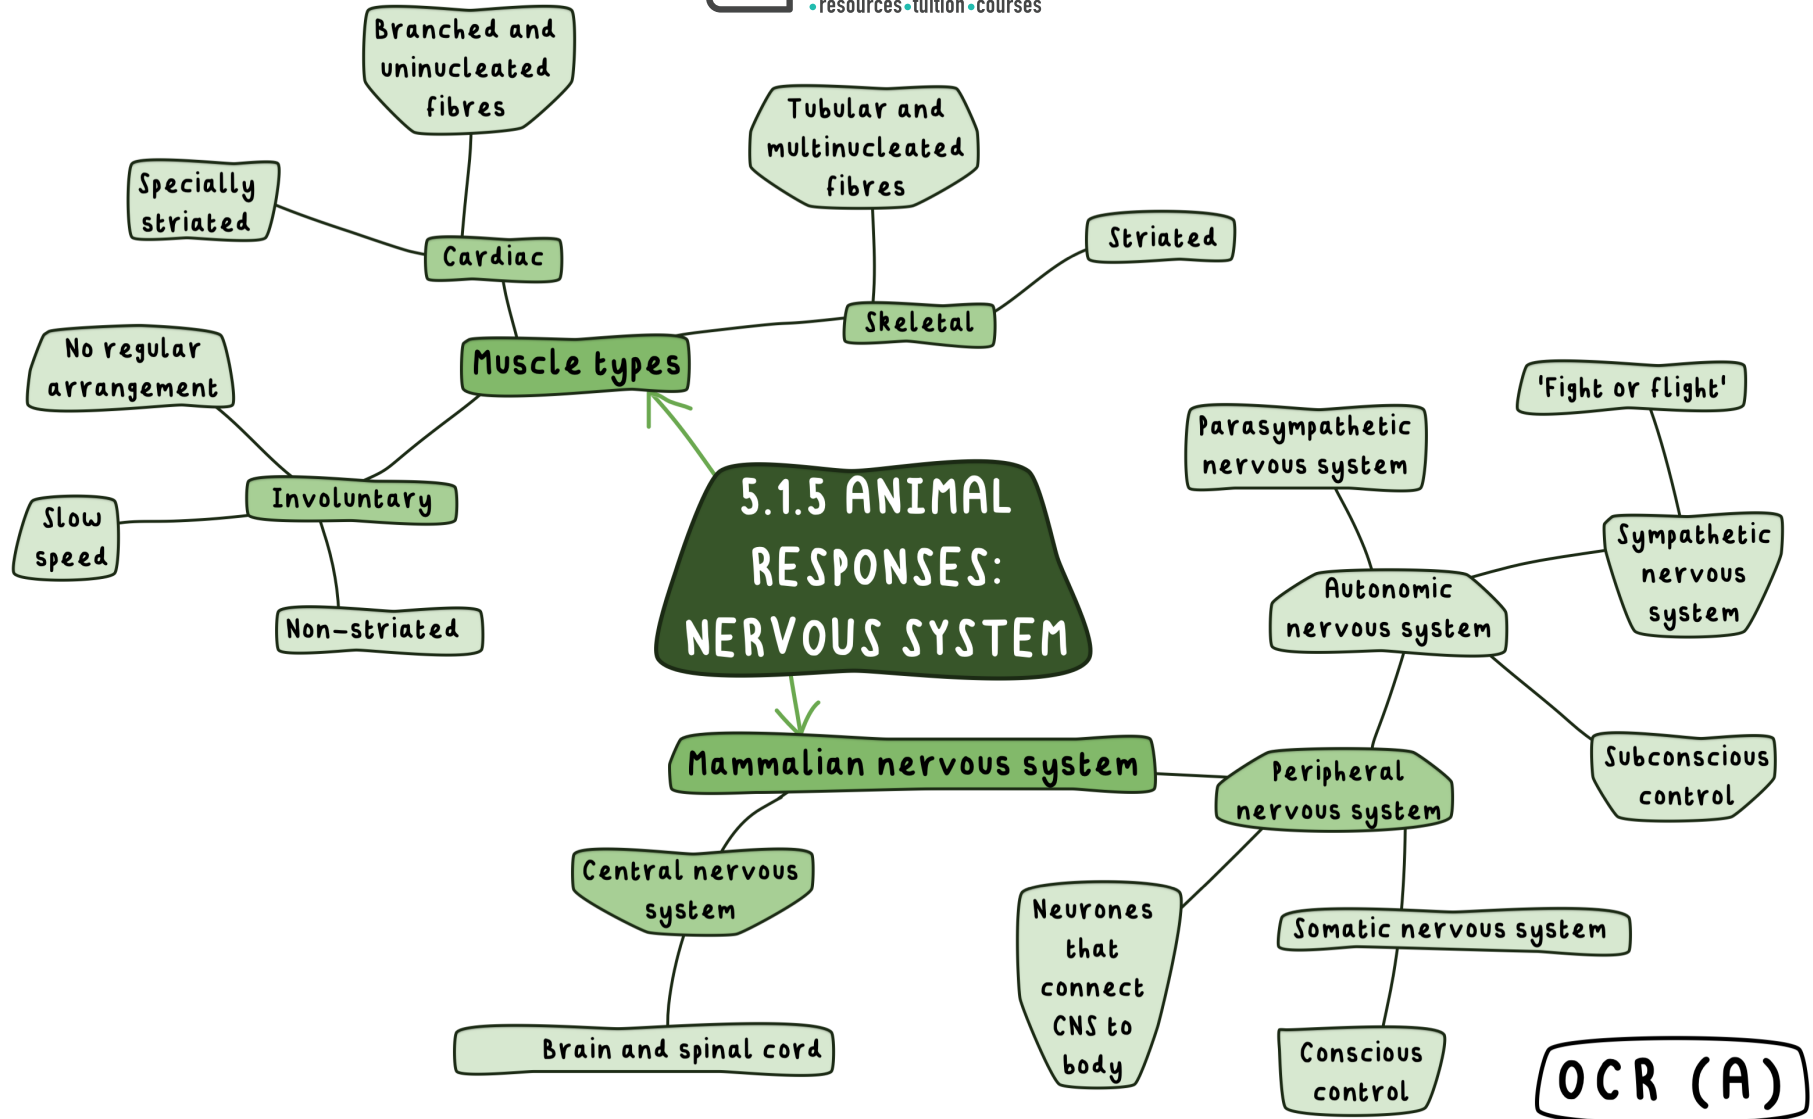 •resources•tuition•courses
Branched and
uninucleated
fibres
Tubular and
multinucleated
fibres
Specially
striated
Striated
Cardiac
Skeletal
No regular
arrangement
Muscle types
'Fight or flight'
Parasympathetic
nervous system
Involuntary
Slow
speed
Non-striated
5.1.5 ANIMAL
RESPONSES:
NERVOUS SYSTEM
Sympathetic
nervous
system
Autonomic
nervous system
Subconscious
control
Mammalian nervous system
Peripheral
nervous system
Central nervous
system
Neurones
that
connect
CNS to
body
Somatic nervous system
Brain and spinal cord
Conscious
control
OCR (A)